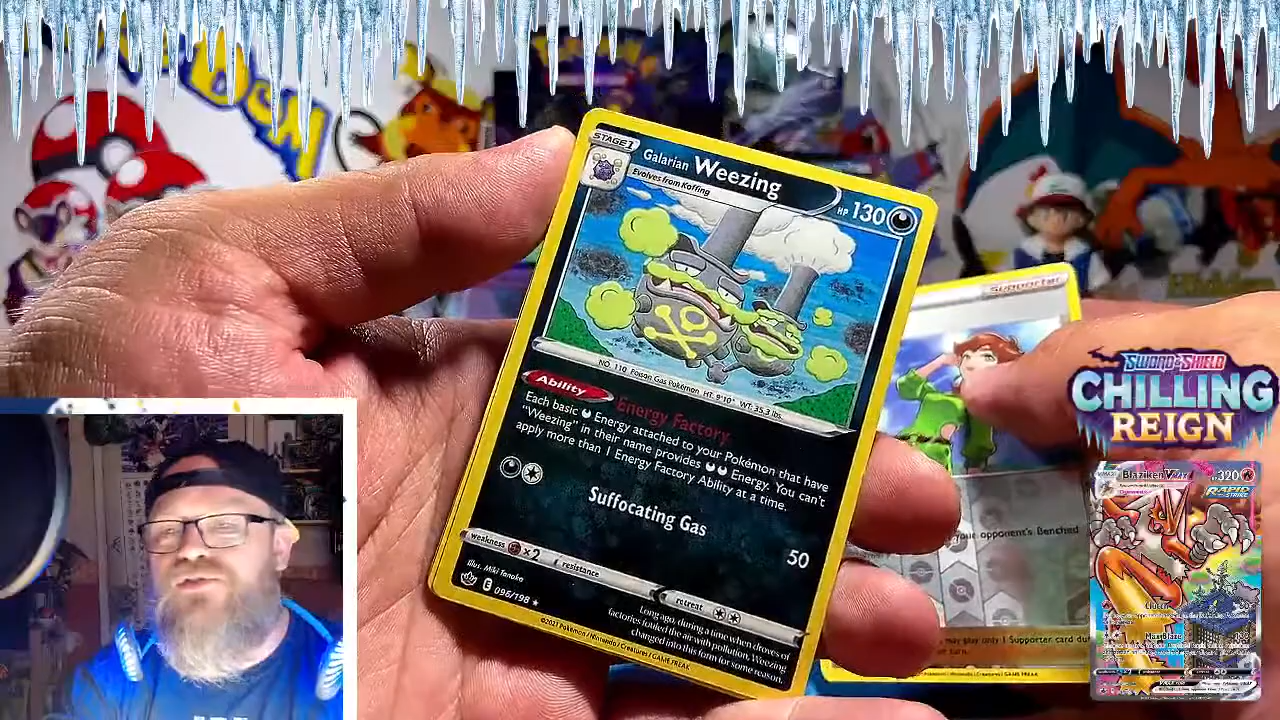 STAGE 1
Galarian Weezing
HP 130
Evolves from Koffing
NO. 110 Poison Gas Pokémon HT: 9'10" WT: 35.3 lbs.
Ability Energy Factory
Each basic Energy attached to your Pokémon that have
"Weezing" in their name provides Energy. You can't
apply more than 1 Energy Factory Ability at a time.
Suffocating Gas
50
weakness x2
resistance
retreat
Illus. Miki Tanaka
096/198
Long ago, during a time when droves of
factories fouled the air with pollution, Weezing
changed into this form for some reason.
©2021 Pokémon/Nintendo/Creatures/GAME FREAK
Supporter
your opponent's Benched
may play only 1 Supporter card
SWORD & SHIELD
CHILLING
REIGN
Blaziken VMAX
320
RAPID
STRIKE
Clutch
Max Blaze